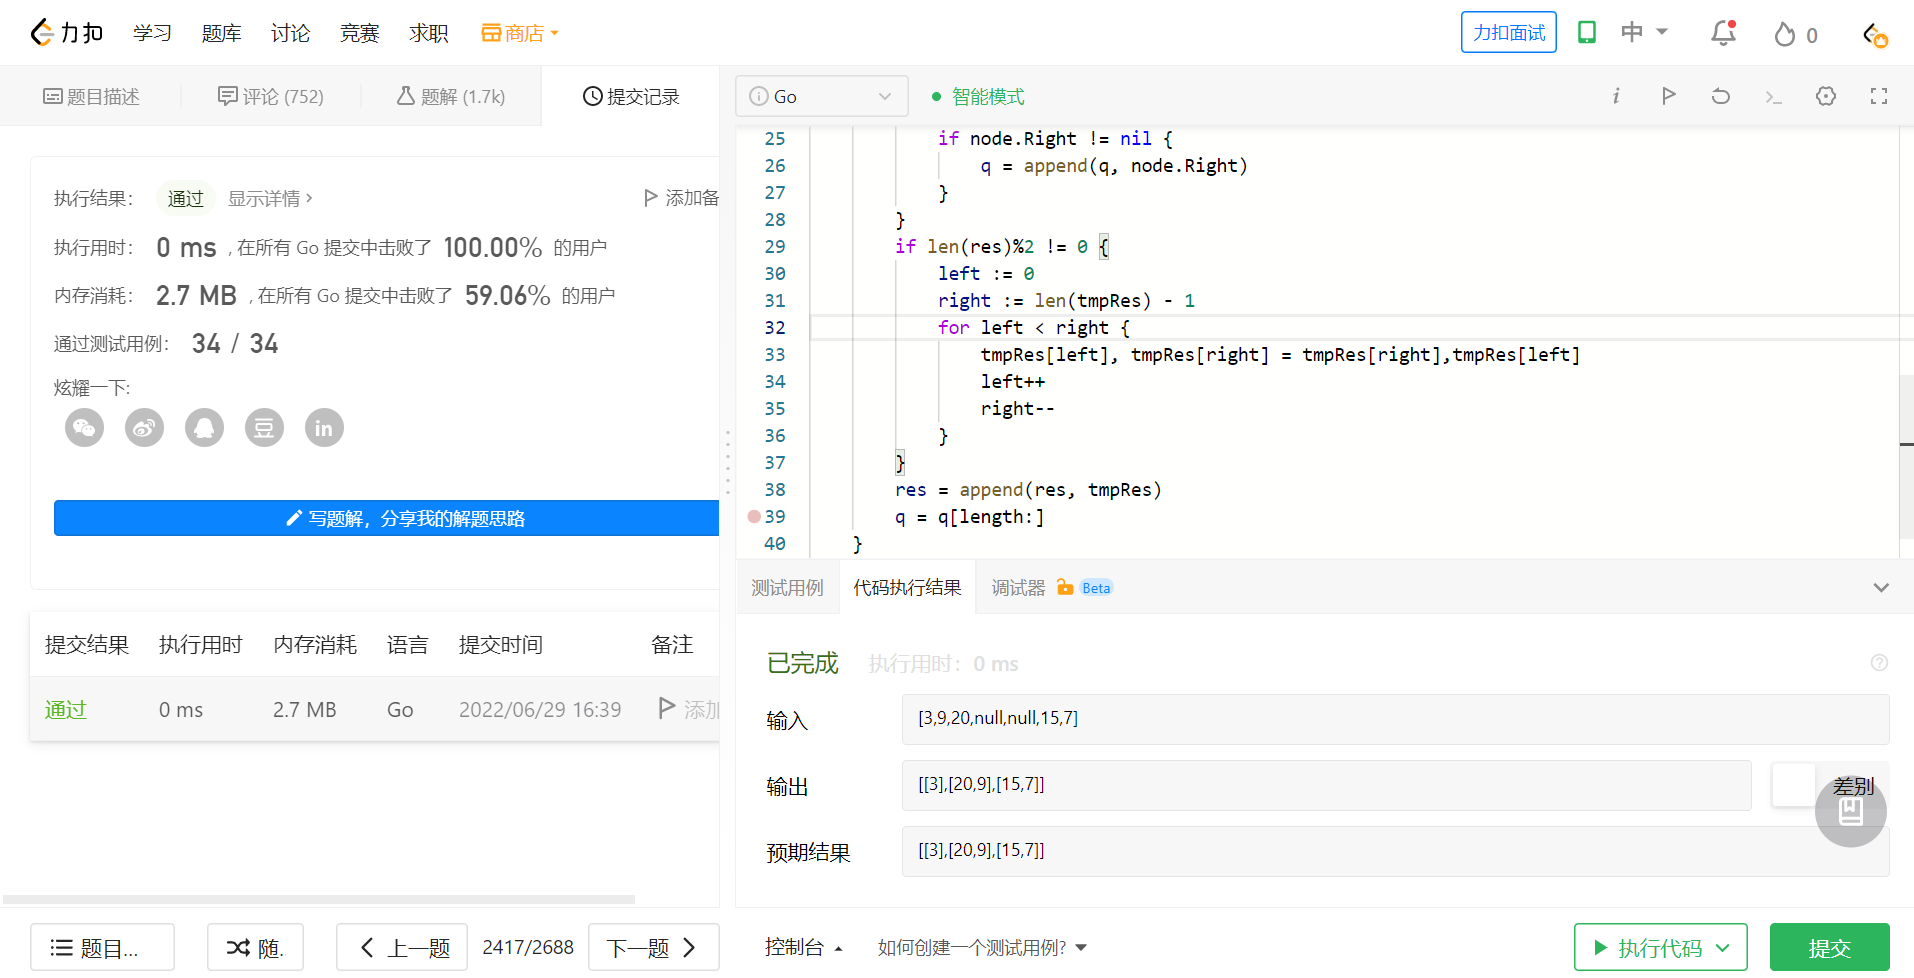 力扣 学习 题库 讨论 竞赛 求职 商店 力扣面试 中 0
题目描述 评论 (752) 题解 (1.7k) 提交记录
执行结果： 通过 显示详情 › 添加备
执行用时： 0 ms , 在所有 Go 提交中击败了 100.00% 的用户
内存消耗： 2.7 MB , 在所有 Go 提交中击败了 59.06% 的用户
通过测试用例： 34 / 34
炫耀一下:
豆 in
写题解，分享我的解题思路
提交结果 执行用时 内存消耗 语言 提交时间 备注
通过 0 ms 2.7 MB Go 2022/06/29 16:39 添加
题目... 随. 上一题 2417/2688 下一题
Go 智能模式 i
25 if node.Right != nil {
26 q = append(q, node.Right)
27 }
28 }
29 if len(res)%2 != 0 {
30 left := 0
31 right := len(tmpRes) - 1
32 for left < right {
33 tmpRes[left], tmpRes[right] = tmpRes[right],tmpRes[left]
34 left++
35 right--
36 }
37 }
38 res = append(res, tmpRes)
39 q = q[length:]
40 }
测试用例 代码执行结果 调试器 Beta
已完成 执行用时：0 ms
输入 [3,9,20,null,null,15,7]
输出 [[3],[20,9],[15,7]] 差别
预期结果 [[3],[20,9],[15,7]]
控制台 如何创建一个测试用例? 执行代码 提交